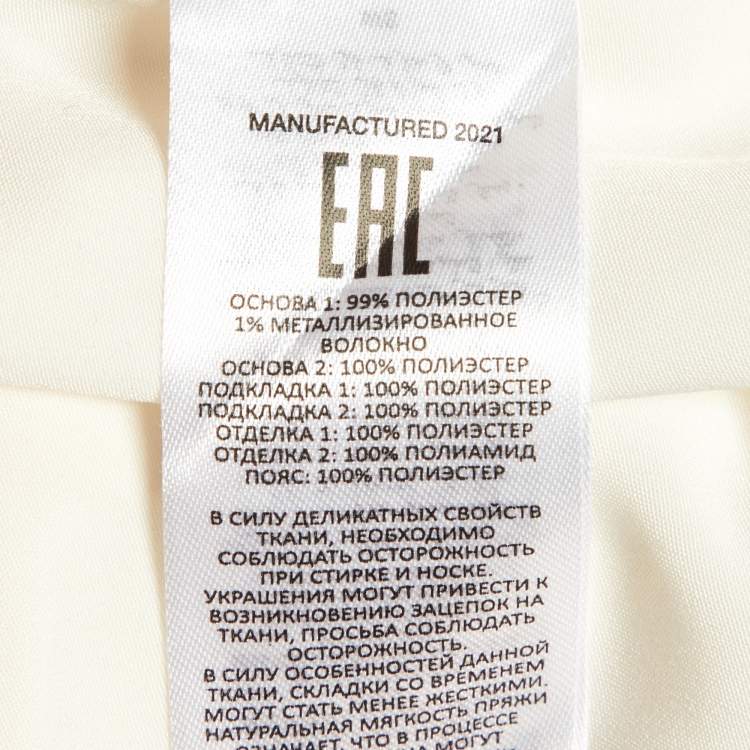 MANUFACTURED 2021
EAC
ОСНОВА 1: 99% ПОЛИЭСТЕР
1% МЕТАЛЛИЗИРОВАННОЕ
ВОЛОКНО
ОСНОВА 2: 100% ПОЛИЭСТЕР
ПОДКЛАДКА 1: 100% ПОЛИЭСТЕР
ПОДКЛАДКА 2: 100% ПОЛИЭСТЕР
ОТДЕЛКА 1: 100% ПОЛИЭСТЕР
ОТДЕЛКА 2: 100% ПОЛИАМИД
ПОЯС: 100% ПОЛИЭСТЕР
В СИЛУ ДЕЛИКАТНЫХ СВОЙСТВ
ТКАНИ, НЕОБХОДИМО
СОБЛЮДАТЬ ОСТОРОЖНОСТЬ
ПРИ СТИРКЕ И НОСКЕ.
УКРАШЕНИЯ МОГУТ ПРИВЕСТИ К
ВОЗНИКНОВЕНИЮ ЗАЦЕПОК НА
ТКАНИ, ПРОСЬБА СОБЛЮДАТЬ
ОСТОРОЖНОСТЬ.
В СИЛУ ОСОБЕННОСТЕЙ ДАННОЙ
ТКАНИ, СКЛАДКИ СО ВРЕМЕНЕМ
МОГУТ СТАТЬ МЕНЕЕ ЖЕСТКИМИ.
НАТУРАЛЬНАЯ МЯГКОСТЬ ПРЯЖИ
ОЗНАЧАЕТ, ЧТО В ПРОЦЕССЕ
МОГУТ